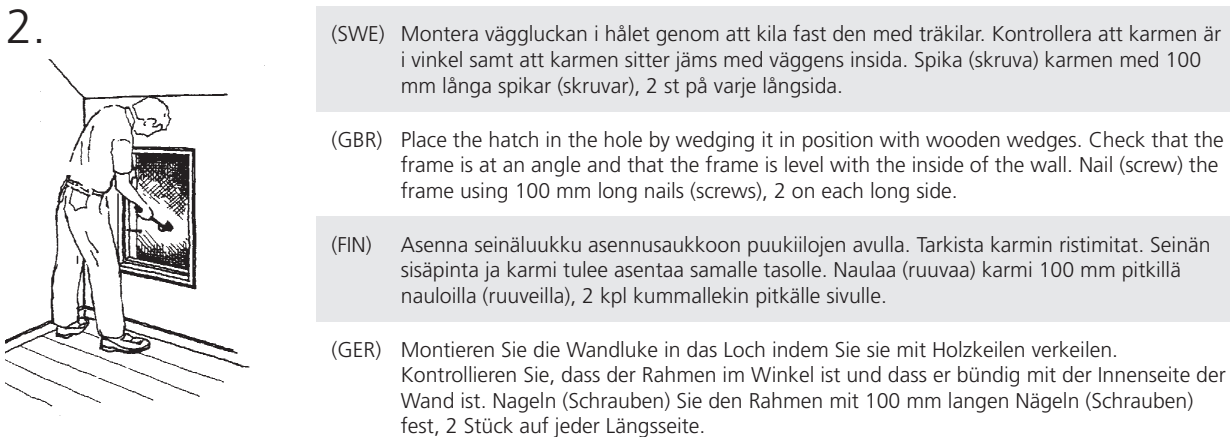 2.
(SWE) Montera väggluckan i hålet genom att kila fast den med träkilar. Kontrollera att karmen är
i vinkel samt att karmen sitter jäms med väggens insida. Spika (skruva) karmen med 100
mm långa spikar (skruvar), 2 st på varje långsida.
(GBR) Place the hatch in the hole by wedging it in position with wooden wedges. Check that the
frame is at an angle and that the frame is level with the inside of the wall. Nail (screw) the
frame using 100 mm long nails (screws), 2 on each long side.
(FIN) Asenna seinäluukku asennusaukkoon puukiilojen avulla. Tarkista karmin ristimitat. Seinän
sisäpinta ja karmi tulee asentaa samalle tasolle. Naulaa (ruuvaa) karmi 100 mm pitkillä
nauloilla (ruuveilla), 2 kpl kummallekin pitkälle sivulle.
(GER) Montieren Sie die Wandluke in das Loch indem Sie sie mit Holzkeilen verkeilen.
Kontrollieren Sie, dass der Rahmen im Winkel ist und dass er bündig mit der Innenseite der
Wand ist. Nageln (Schrauben) Sie den Rahmen mit 100 mm langen Nägeln (Schrauben)
fest, 2 Stück auf jeder Längsseite.